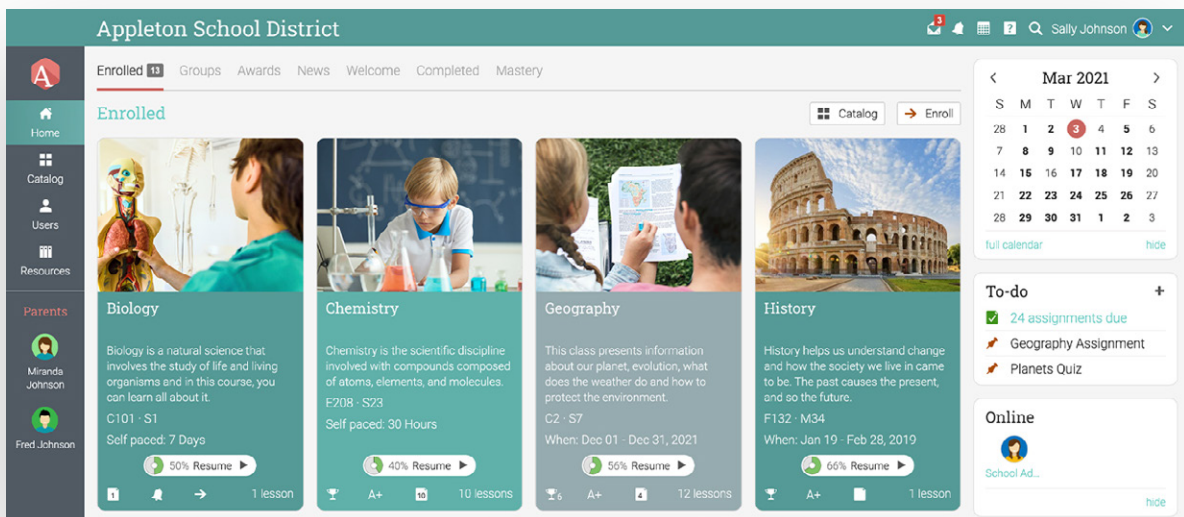 Appleton School District
3
Sally Johnson
A
Home
Catalog
Users
Resources
Parents
Miranda
Johnson
Fred Johnson
Enrolled 13 Groups Awards News Welcome Completed Mastery
Enrolled
Catalog
Enroll
Biology
Biology is a natural science that
involves the study of life and living
organisms and in this course, you
can learn all about it.
C101 · S1
Self paced: 7 Days
50% Resume
1
1 lesson
Chemistry
Chemistry is the scientific discipline
involved with compounds composed
of atoms, elements, and molecules.
E208 · S23
Self paced: 30 Hours
40% Resume
A+ 10 10 lessons
Geography
This class presents information
about our planet, evolution, what
does the weather do and how to
protect the environment.
C2 · S7
When: Dec 01 - Dec 31, 2021
56% Resume
6 A+ 4 12 lessons
History
History helps us understand change
and how the society we live in came
to be. The past causes the present,
and so the future.
F132 · M34
When: Jan 19 - Feb 28, 2019
66% Resume
A+ 1 lesson
Mar 2021
S M T W T F S
28 1 2 3 4 5 6
7 8 9 10 11 12 13
14 15 16 17 18 19 20
21 22 23 24 25 26 27
28 29 30 31 1 2 3
full calendar hide
To-do +
24 assignments due
Geography Assignment
Planets Quiz
Online
School Ad...
hide